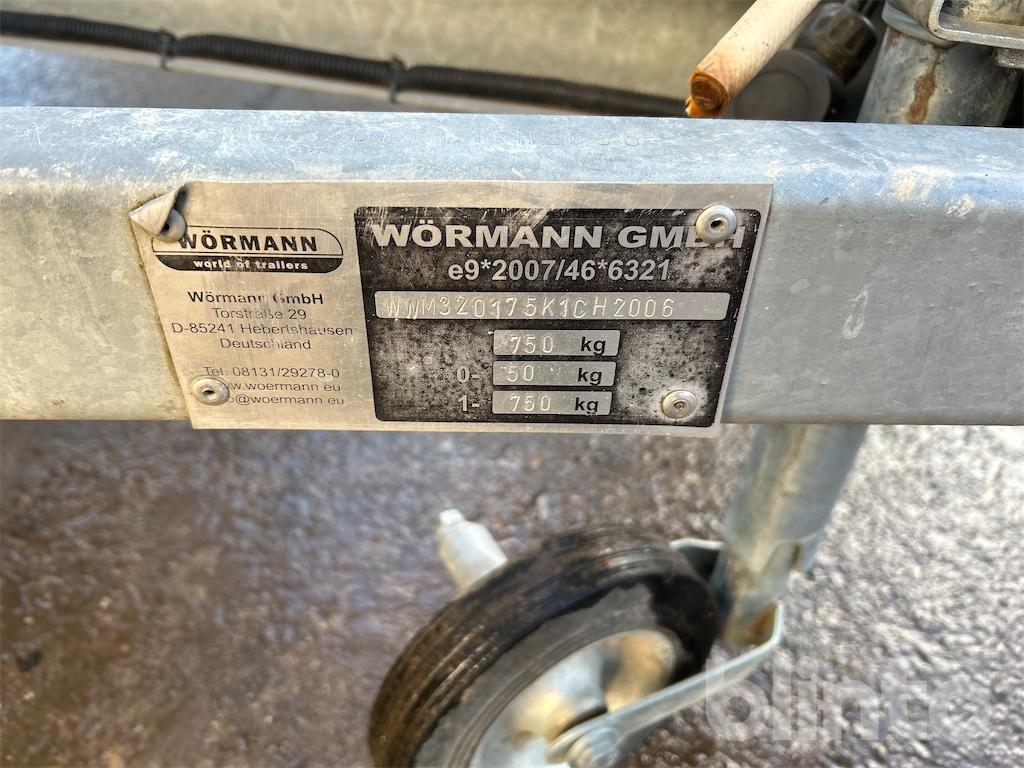 WÖRMANN
world of trailers
Wörmann GmbH
Torstraße 29
D-85241 Hebertshausen
Deutschland
Tel: 08131/29278-0
www.woermann.eu
@woermann.eu
WÖRMANN GMBH
e9*2007/46*6321
WWM320175K1CH2006
750 kg
0- 50 kg
1- 750 kg
blinto